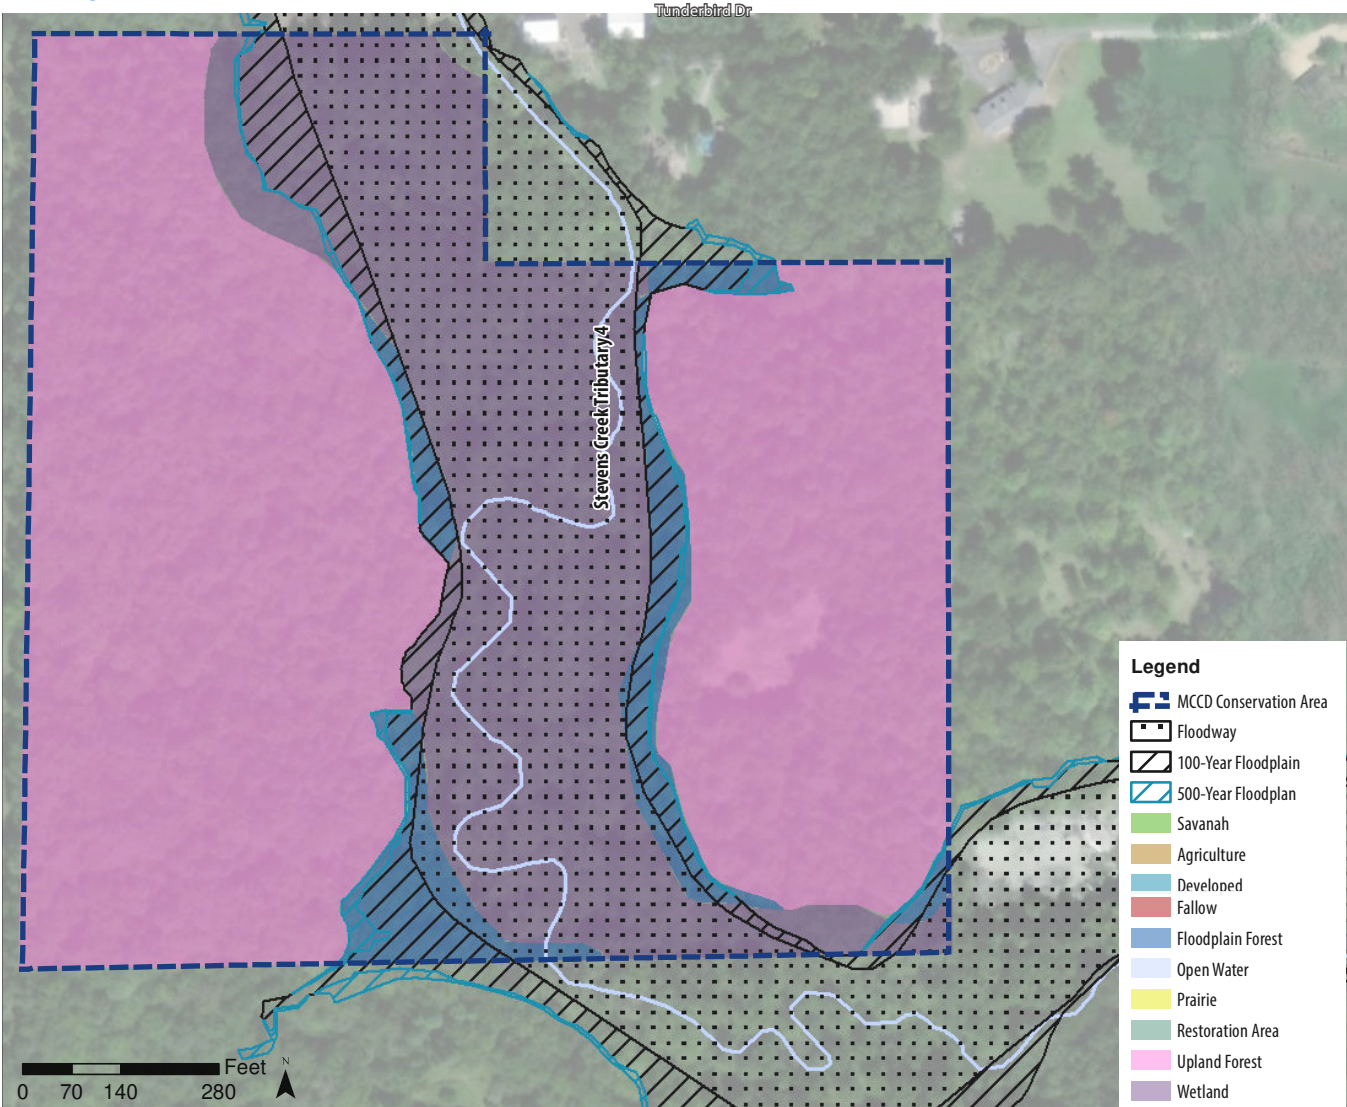 Tunderbird Dr
Stevens Creek Tributary 4
Legend
MCCD Conservation Area
Floodway
100-Year Floodplain
500-Year Floodplan
Savanah
Agriculture
Developed
Fallow
Floodplain Forest
Open Water
Prairie
Restoration Area
Upland Forest
Wetland
Feet
N
0 70 140 280